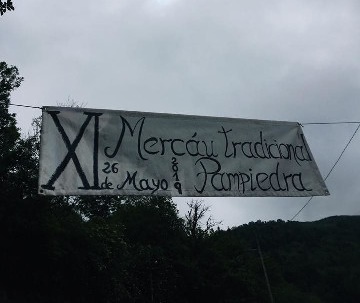 XI Mercáu tradicional
26 de Mayo 2019 Pampiedra